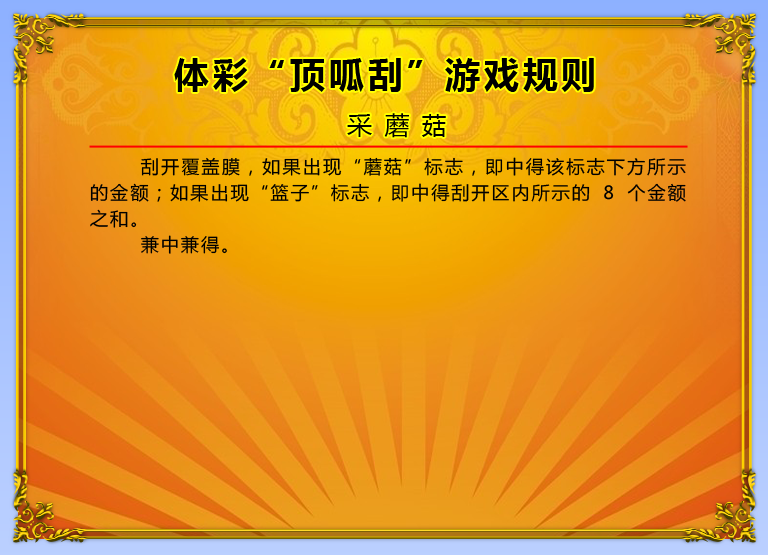 体彩“顶呱刮”游戏规则
采蘑菇
刮开覆盖膜，如果出现“蘑菇”标志，即中得该标志下方所示
的金额；如果出现“篮子”标志，即中得刮开区内所示的 8 个金额
之和。
兼中兼得。